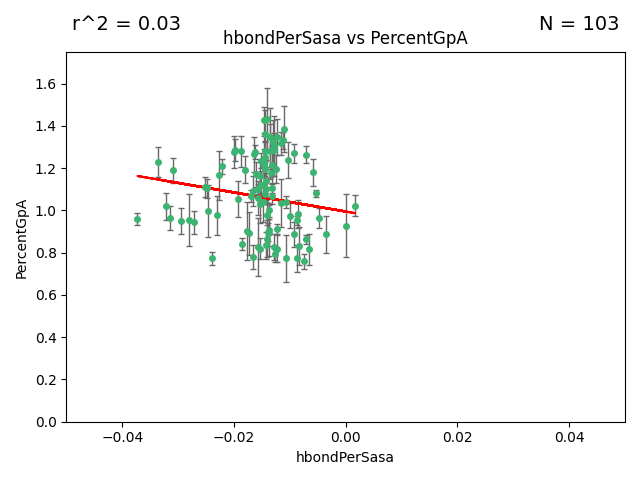 r^2 = 0.03
N = 103
hbondPerSasa vs PercentGpA
PercentGpA
1.6
1.4
1.2
1.0
0.8
0.6
0.4
0.2
0.0
−0.04 −0.02 0.00 0.02 0.04
hbondPerSasa